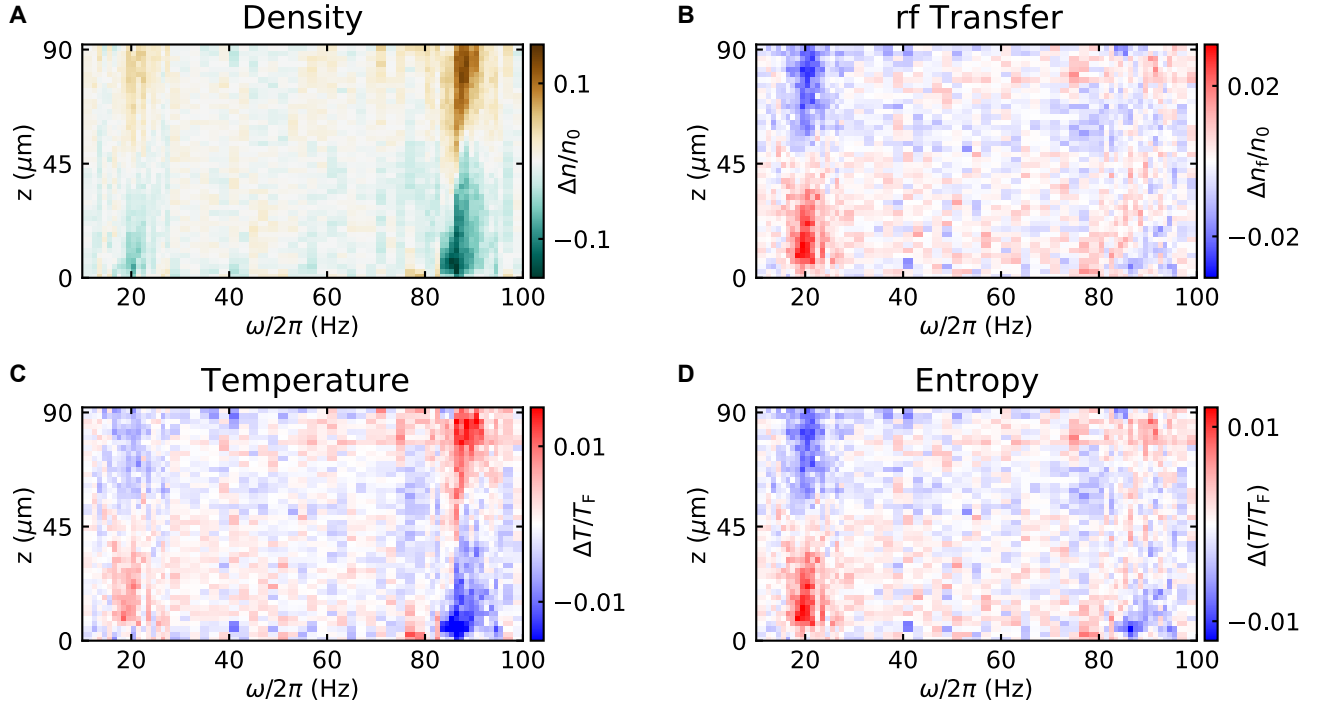 A
Density
90
45
0
z (μm)
20
40
60
80
100
ω/2π (Hz)
0.1
−0.1
Δn/n₀
B
rf Transfer
90
45
0
z (μm)
20
40
60
80
100
ω/2π (Hz)
0.02
−0.02
Δn_f/n₀
C
Temperature
90
45
0
z (μm)
20
40
60
80
100
ω/2π (Hz)
0.01
−0.01
ΔT/T_F
D
Entropy
90
45
0
z (μm)
20
40
60
80
100
ω/2π (Hz)
0.01
−0.01
Δ(T/T_F)